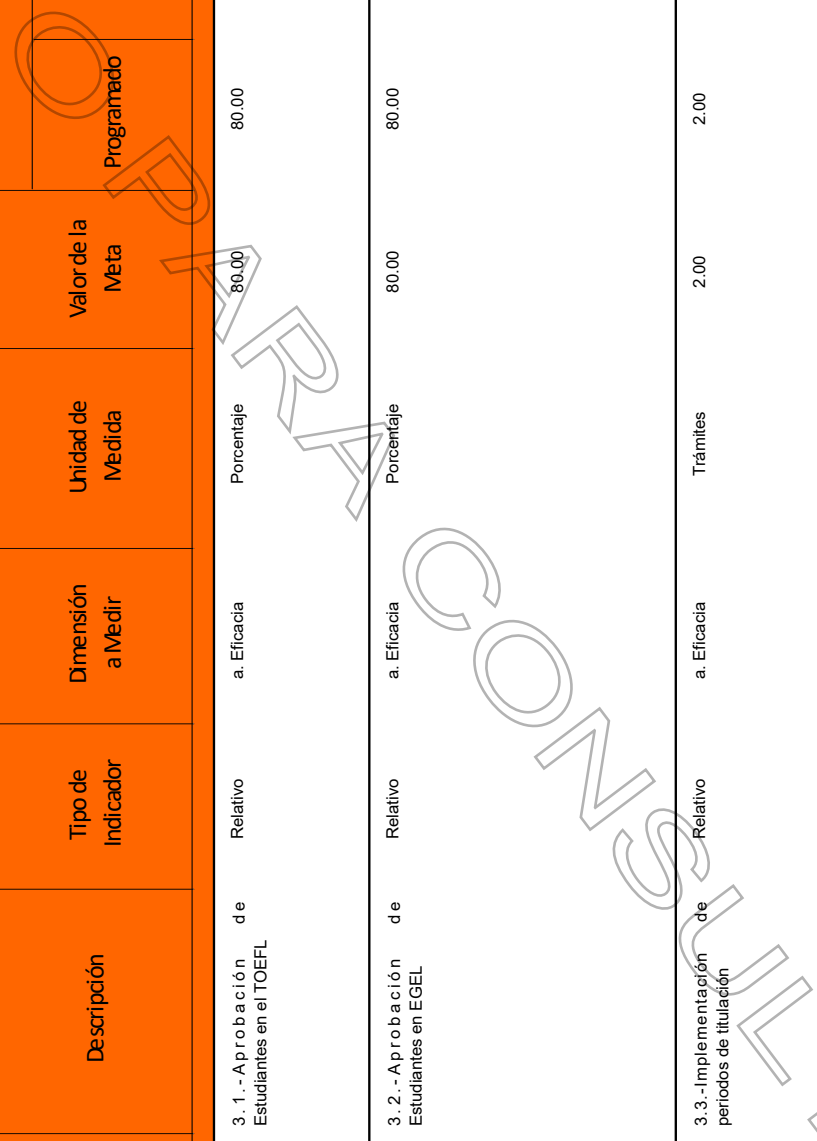 Descripción
Tipo de
Indicador
Dimensión
a Medir
Unidad de
Medida
Valor de la
Meta
Programado
3.1.-Aprobación de
Estudiantes en el TOEFL
Relativo
a. Eficacia
Porcentaje
80.00
80.00
3.2.-Aprobación de
Estudiantes en EGEL
Relativo
a. Eficacia
Porcentaje
80.00
80.00
3.3.-Implementación de
periodos de titulación
Relativo
a. Eficacia
Trámites
2.00
2.00
O PARA CONSUL